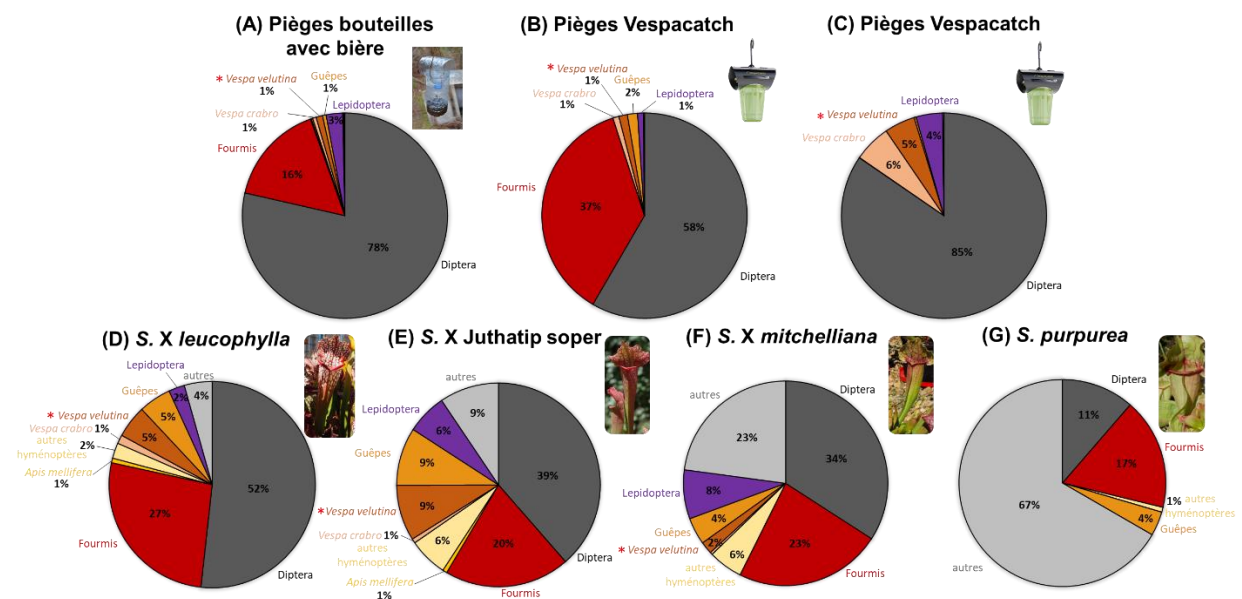 (A) Pièges bouteilles
avec bière
* Vespa velutina
1%
Guêpes
1%
Lepidoptera
3%
Vespa crabro
1%
Fourmis
16%
78%
Diptera
(B) Pièges Vespacatch
* Vespa velutina
1%
Guêpes
2%
Vespa crabro
1%
Lepidoptera
1%
Fourmis
37%
58%
Diptera
(C) Pièges Vespacatch
Lepidoptera
4%
* Vespa velutina
5%
Vespa crabro
6%
85%
Diptera
(D) S. X leucophylla
Lepidoptera
2%
autres
4%
Guêpes
5%
* Vespa velutina
5%
Vespa crabro 1%
autres
hyménoptères
2%
Apis mellifera
1%
Fourmis
27%
52%
Diptera
(E) S. X Juthatip soper
autres
9%
Lepidoptera
6%
Guêpes
9%
* Vespa velutina
9%
Vespa crabro 1%
autres
hyménoptères
6%
Apis mellifera
1%
Fourmis
20%
39%
Diptera
(F) S. X mitchelliana
autres
23%
Diptera
34%
Lepidoptera
8%
Guêpes
4%
* Vespa velutina
2%
autres
hyménoptères
6%
23%
Fourmis
(G) S. purpurea
Diptera
11%
Fourmis
17%
1% autres
hyménoptères
4%
Guêpes
67%
autres